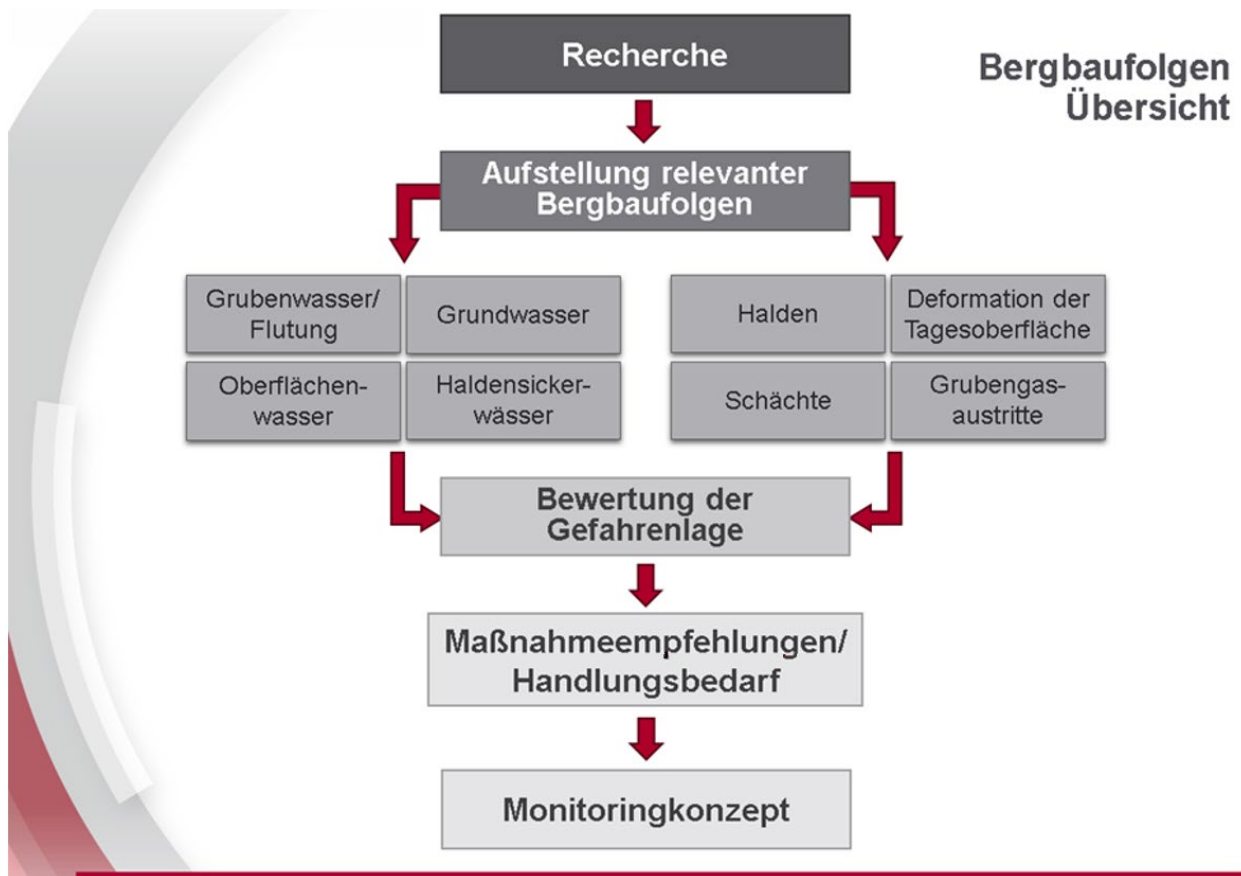 Recherche
Bergbaufolgen
Übersicht
Aufstellung relevanter
Bergbaufolgen
Grubenwasser/
Flutung
Grundwasser
Oberflächen-
wasser
Haldensicker-
wässer
Halden
Deformation der
Tagesoberfläche
Schächte
Grubengas-
austritte
Bewertung der
Gefahrenlage
Maßnahmeempfehlungen/
Handlungsbedarf
Monitoringkonzept